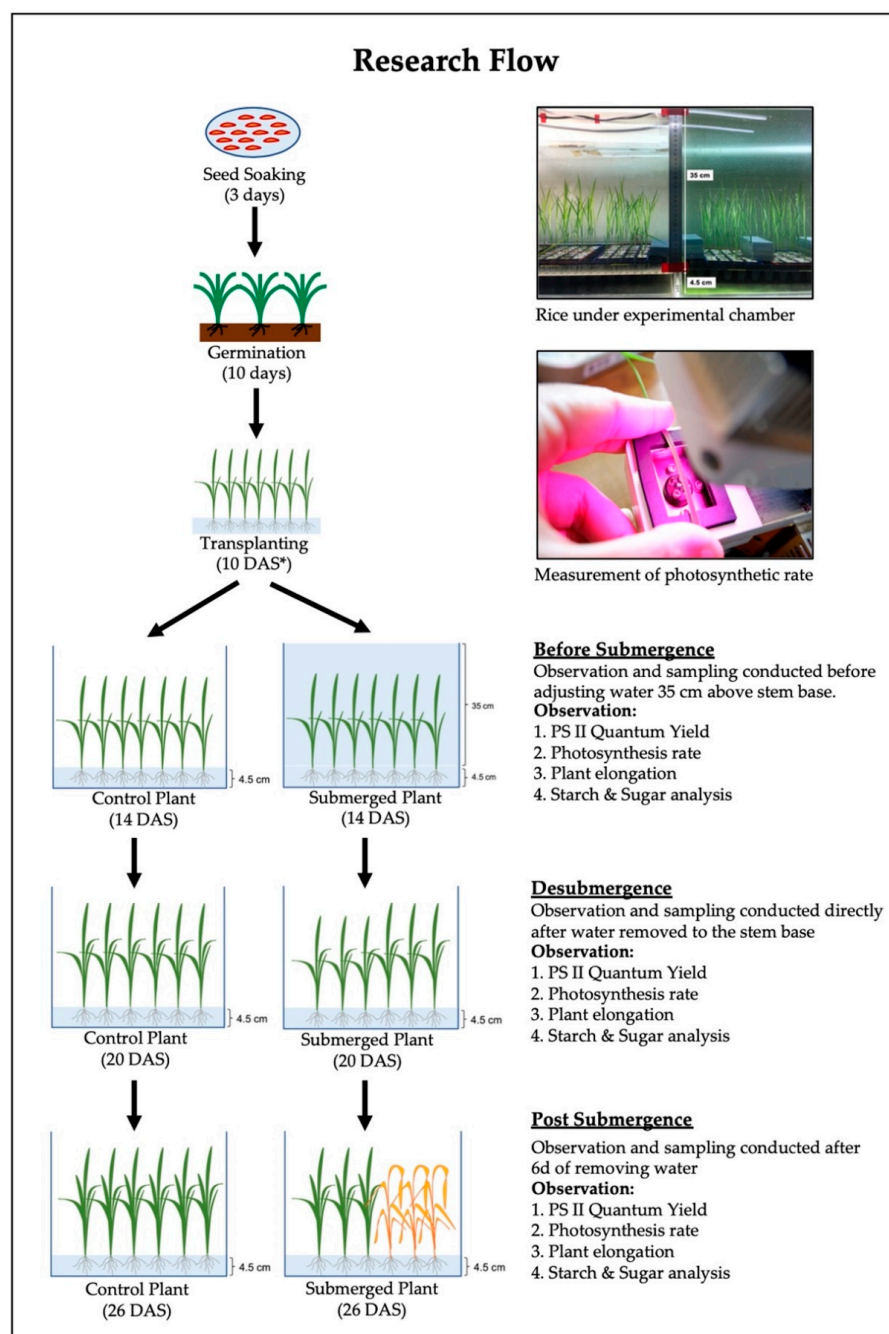 Research Flow
Seed Soaking
(3 days)
Germination
(10 days)
Transplanting
(10 DAS*)
35 cm
4.5 cm
Rice under experimental chamber
Measurement of photosynthetic rate
4.5 cm
Control Plant
(14 DAS)
35 cm
4.5 cm
Submerged Plant
(14 DAS)
Before Submergence
Observation and sampling conducted before
adjusting water 35 cm above stem base.
Observation:
1. PS II Quantum Yield
2. Photosynthesis rate
3. Plant elongation
4. Starch & Sugar analysis
4.5 cm
Control Plant
(20 DAS)
4.5 cm
Submerged Plant
(20 DAS)
Desubmergence
Observation and sampling conducted directly
after water removed to the stem base
Observation:
1. PS II Quantum Yield
2. Photosynthesis rate
3. Plant elongation
4. Starch & Sugar analysis
4.5 cm
Control Plant
(26 DAS)
4.5 cm
Submerged Plant
(26 DAS)
Post Submergence
Observation and sampling conducted after
6d of removing water
Observation:
1. PS II Quantum Yield
2. Photosynthesis rate
3. Plant elongation
4. Starch & Sugar analysis